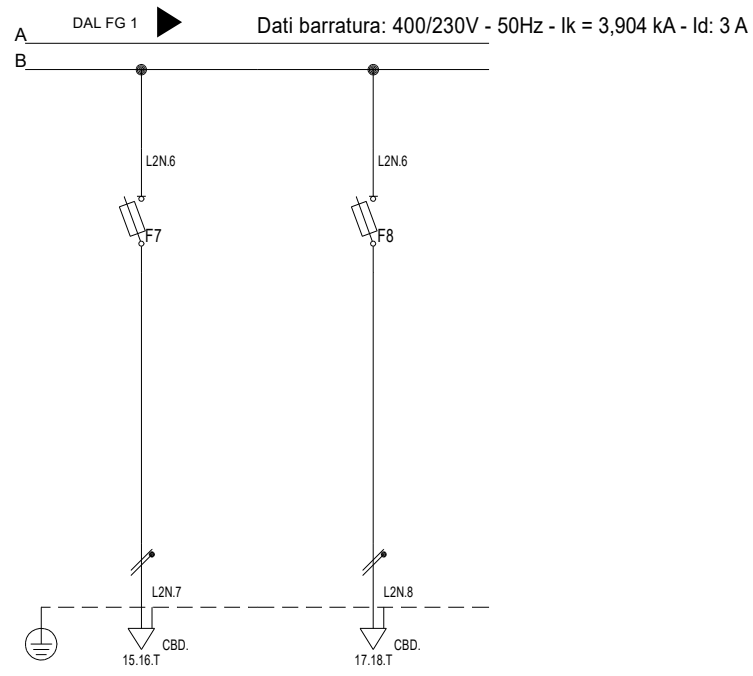 DAL FG 1
Dati barratura: 400/230V - 50Hz - Ik = 3,904 kA - Id: 3 A
A
B
L2N.6
L2N.6
F7
F8
L2N.7
L2N.8
CBD.
CBD.
15.16.T
17.18.T